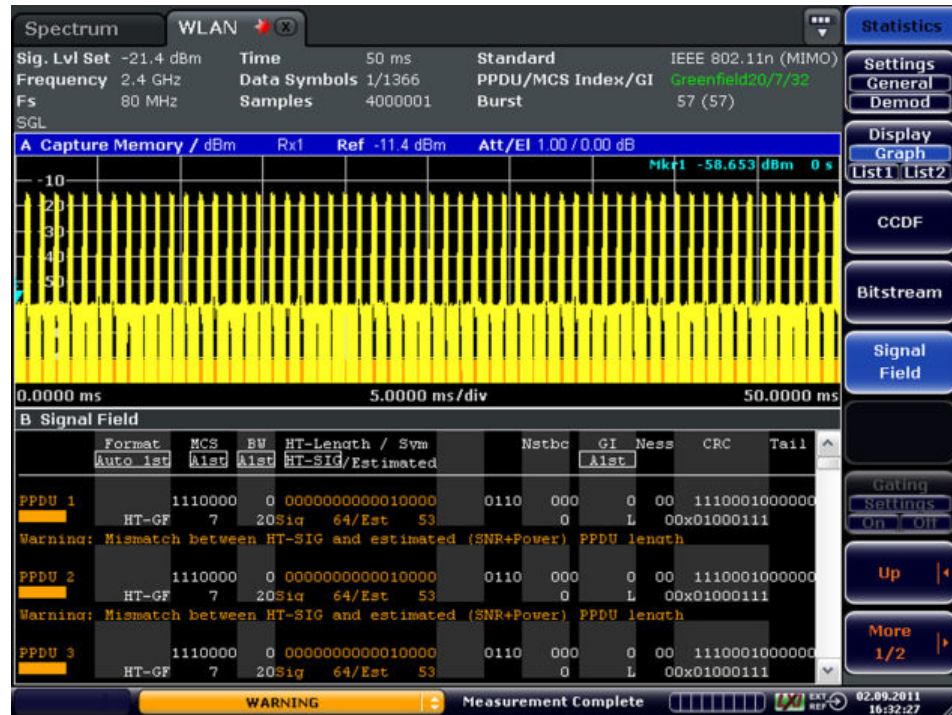 Spectrum WLAN
Sig. Lvl Set -21.4 dBm Time 50 ms Standard IEEE 802.11n (MIMO)
Frequency 2.4 GHz Data Symbols 1/1366 PPDU/MCS Index/GI Greenfield20/7/32
Fs 80 MHz Samples 4000001 Burst 57 (57)
SGL
A Capture Memory / dBm Rx1 Ref -11.4 dBm Att/El 1.00 / 0.00 dB
Mkr1 -58.653 dBm 0 s
-10
0.0000 ms 5.0000 ms/div 50.0000 ms
B Signal Field
Format MCS BW HT-Length / Sym Nstbc GI Ness CRC Tail
Auto 1st A1st A1st HT-SIG/Estimated A1st
PPDU 1 1110000 0 0000000000010000 0110 000 0 00 1110001000000
HT-GF 7 20Sig 64/Est 53 0 L 00x01000111
Warning: Mismatch between HT-SIG and estimated (SNR+Power) PPDU length
PPDU 2 1110000 0 0000000000010000 0110 000 0 00 1110001000000
HT-GF 7 20Sig 64/Est 53 0 L 00x01000111
Warning: Mismatch between HT-SIG and estimated (SNR+Power) PPDU length
PPDU 3 1110000 0 0000000000010000 0110 000 0 00 1110001000000
HT-GF 7 20Sig 64/Est 53 0 L 00x01000111
WARNING Measurement Complete LXI EXT REF 02.09.2011
16:32:27
Statistics
Settings
General
Demod
Display
Graph
List1 List2
CCDF
Bitstream
Signal
Field
Gating
Settings
On Off
Up
More
1/2